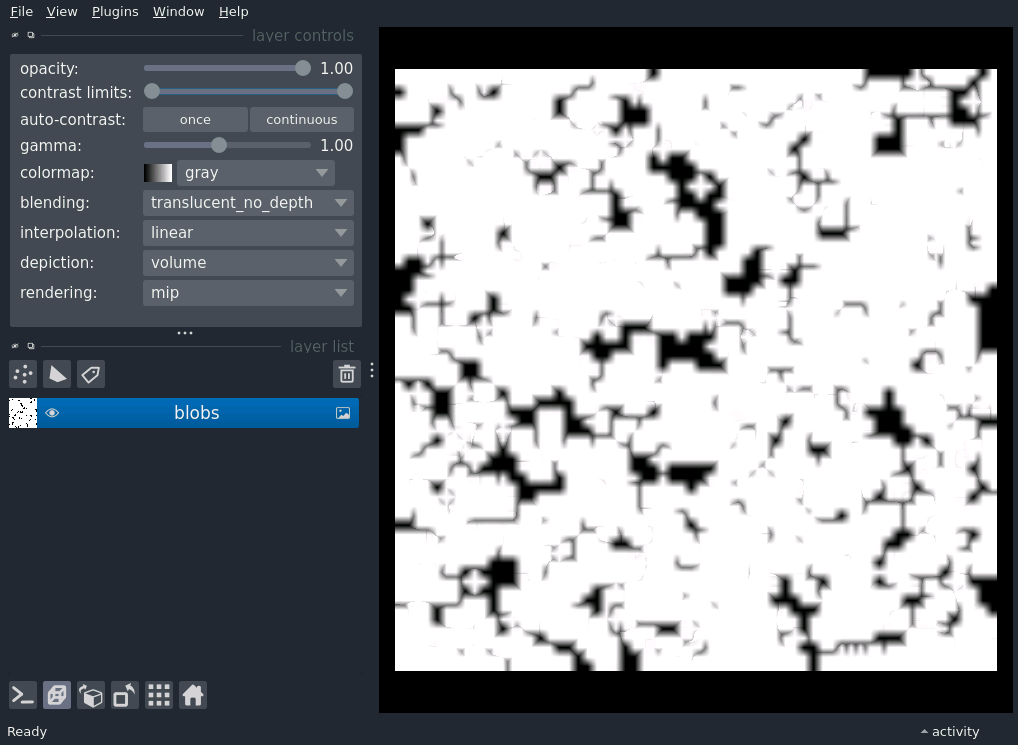 File View Plugins Window Help
layer controls
opacity: 1.00
contrast limits:
auto-contrast: once continuous
gamma: 1.00
colormap: gray
blending: translucent_no_depth
interpolation: linear
depiction: volume
rendering: mip
layer list
blobs
Ready activity